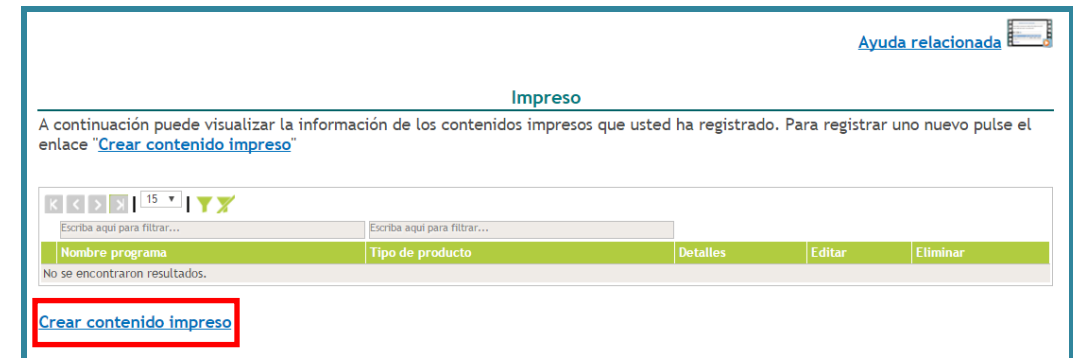 Ayuda relacionada
Impreso
A continuación puede visualizar la información de los contenidos impresos que usted ha registrado. Para registrar uno nuevo pulse el
enlace "Crear contenido impreso"
15
Escriba aquí para filtrar... Escriba aquí para filtrar...
Nombre programa Tipo de producto Detalles Editar Eliminar
No se encontraron resultados.
Crear contenido impreso